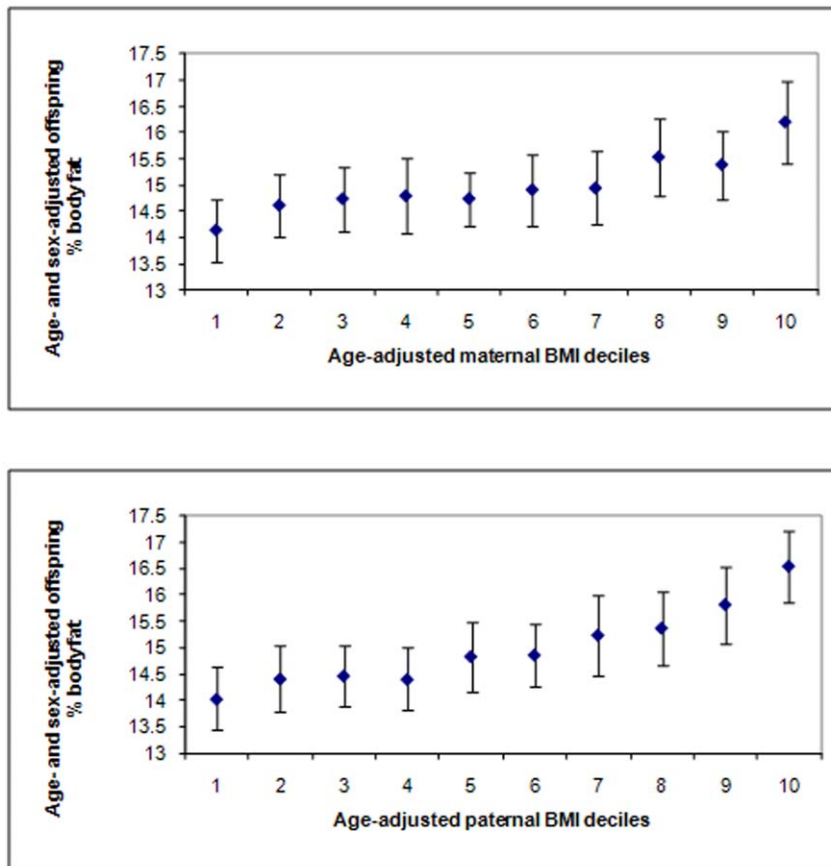 Age- and sex-adjusted offspring
% bodyfat
17.5
17
16.5
16
15.5
15
14.5
14
13.5
13
1 2 3 4 5 6 7 8 9 10
Age-adjusted maternal BMI deciles
Age- and sex-adjusted offspring
% bodyfat
17.5
17
16.5
16
15.5
15
14.5
14
13.5
13
1 2 3 4 5 6 7 8 9 10
Age-adjusted paternal BMI deciles